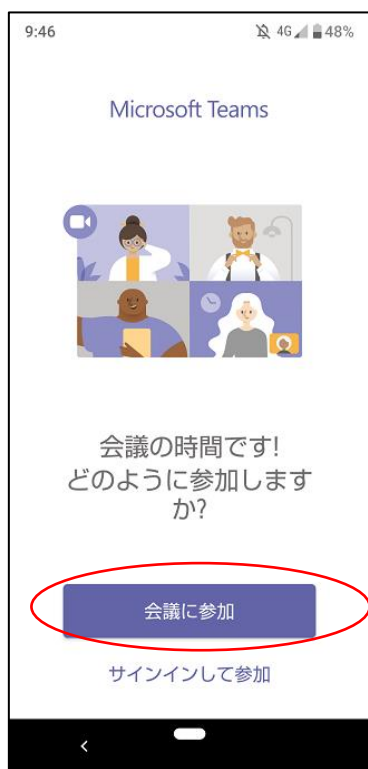 9:46 4G 48%
Microsoft Teams
会議の時間です!
どのように参加します
か?
会議に参加
サインインして参加